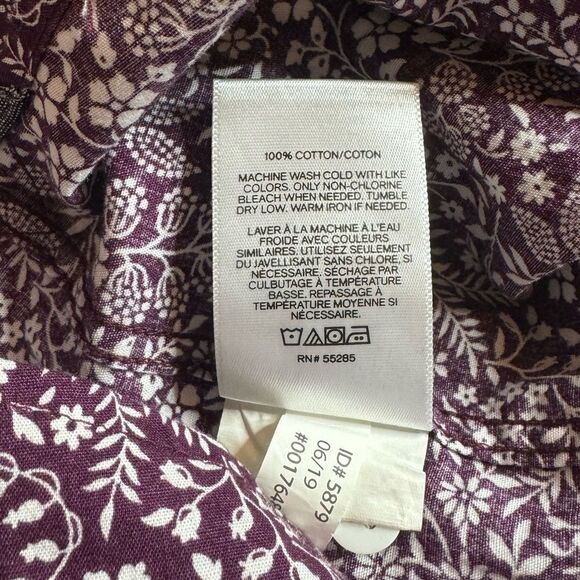 100% COTTON/COTON
MACHINE WASH COLD WITH LIKE
COLORS. ONLY NON-CHLORINE
BLEACH WHEN NEEDED. TUMBLE
DRY LOW. WARM IRON IF NEEDED.
LAVER À LA MACHINE À L'EAU
FROIDE AVEC COULEURS
SIMILAIRES, UTILISEZ SEULEMENT
DU JAVELLISANT SANS CHLORE, SI
NÉCESSAIRE. SÉCHAGE PAR
CULBUTAGE À TEMPÉRATURE
BASSE. REPASSAGE À
TEMPÉRATURE MOYENNE SI
NÉCESSAIRE.
RN# 55285
ID# 5879
06/19
#001764